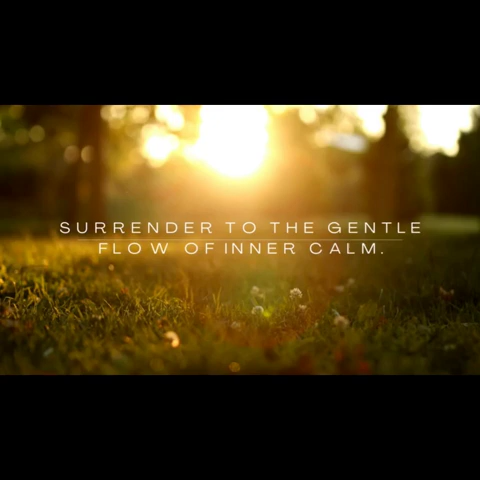 SURRENDER TO THE GENTLE
FLOW OF INNER CALM.